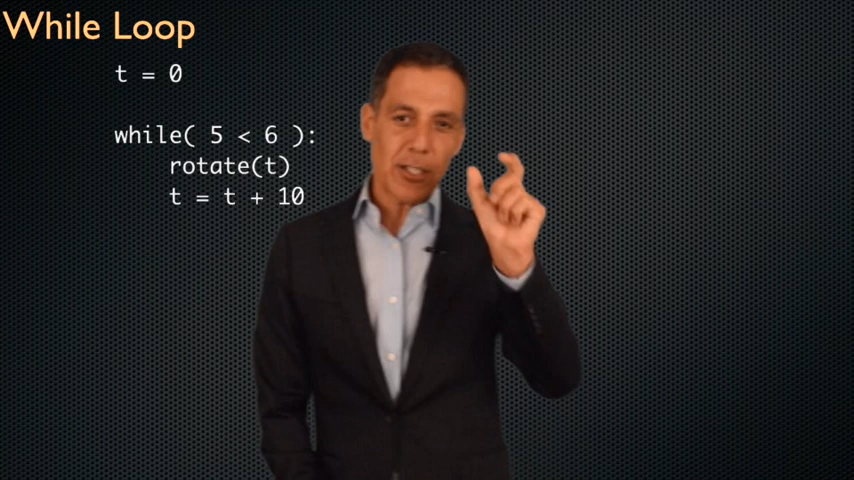 While Loop
t = 0
while( 5 < 6 ):
rotate(t)
t = t + 10